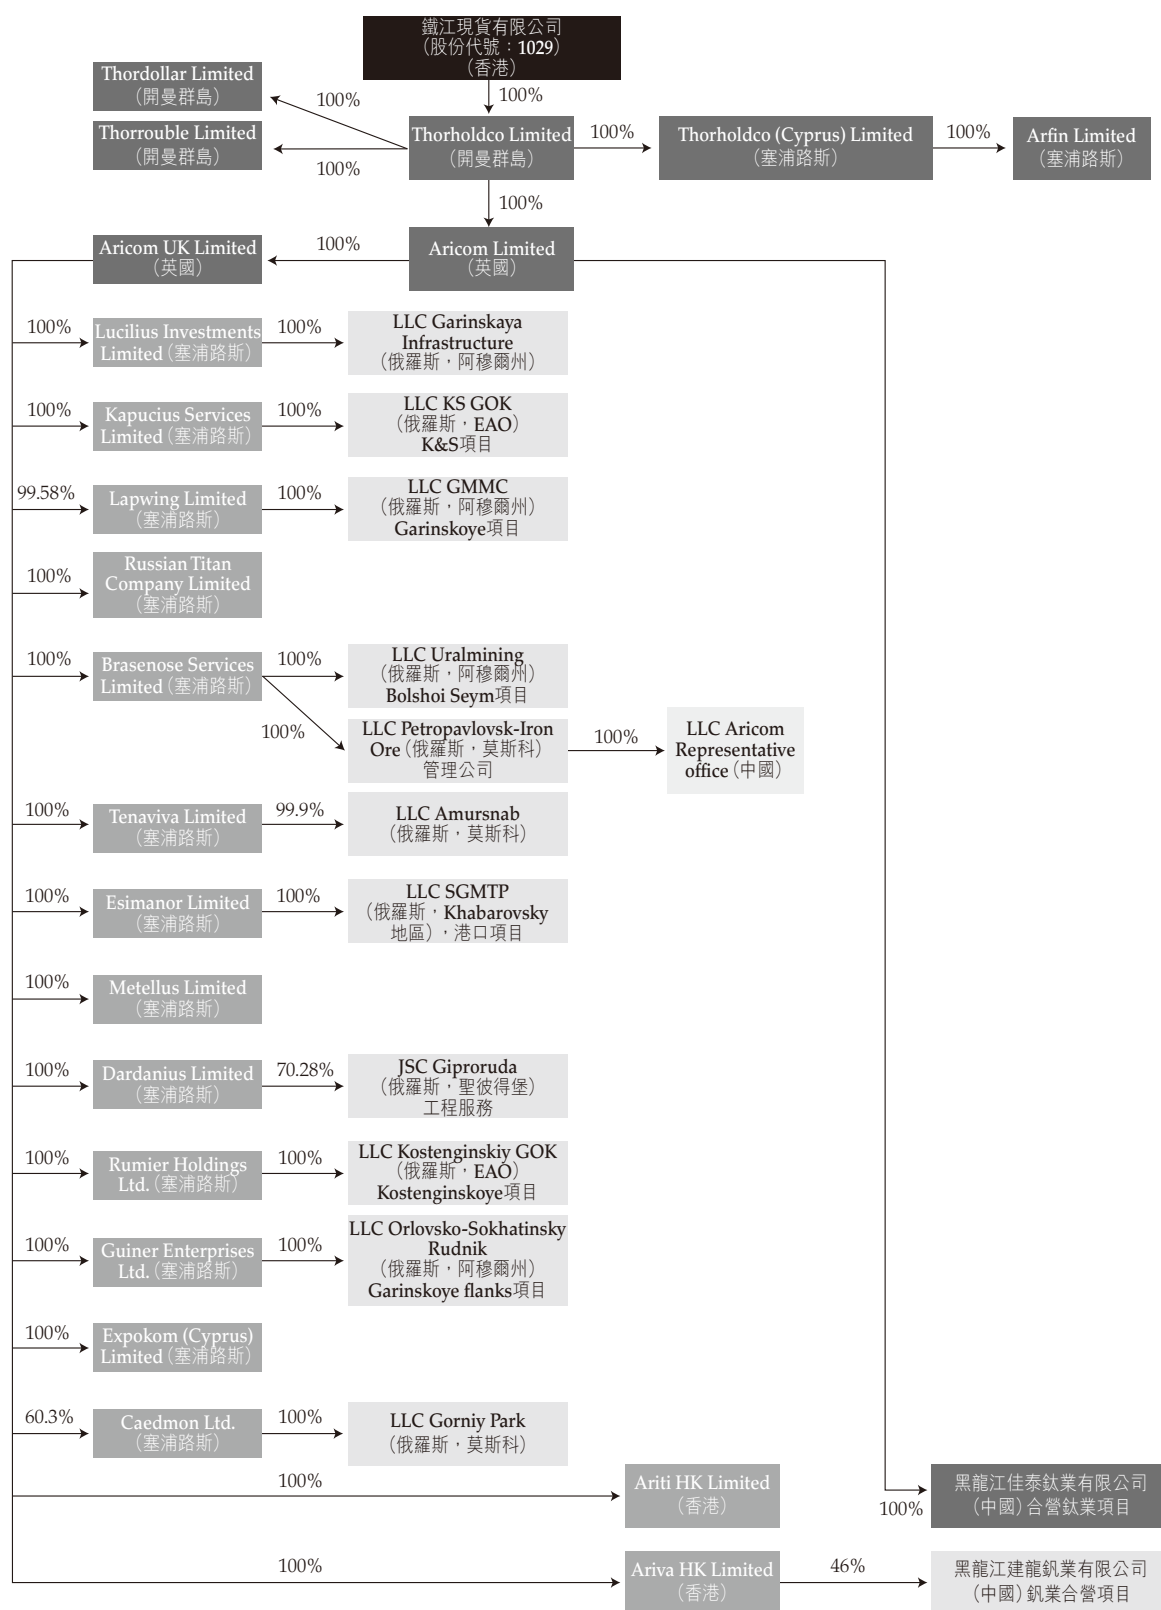 鐵江現貨有限公司
(股份代號：1029)
(香港)
100%
Thordollar Limited
(開曼群島)
100%
Thorrouble Limited
(開曼群島)
100%
Thorholdco Limited
(開曼群島)
100%
Thorholdco (Cyprus) Limited
(塞浦路斯)
100%
Arfin Limited
(塞浦路斯)
100%
Aricom UK Limited
(英國)
100%
Aricom Limited
(英國)
100%
Lucilius Investments
Limited (塞浦路斯)
100%
LLC Garinskaya
Infrastructure
(俄羅斯，阿穆爾州)
100%
Kapucius Services
Limited (塞浦路斯)
100%
LLC KS GOK
(俄羅斯，EAO)
K&S項目
99.58%
Lapwing Limited
(塞浦路斯)
100%
LLC GMMC
(俄羅斯，阿穆爾州)
Garinskoye項目
100%
Russian Titan
Company Limited
(塞浦路斯)
100%
Brasenose Services
Limited (塞浦路斯)
100%
LLC Uralmining
(俄羅斯，阿穆爾州)
Bolshoi Seym項目
100%
LLC Petropavlovsk-Iron
Ore (俄羅斯，莫斯科)
管理公司
100%
LLC Aricom
Representative
office (中國)
100%
Tenaviva Limited
(塞浦路斯)
99.9%
LLC Amursnab
(俄羅斯，莫斯科)
100%
Esimanor Limited
(塞浦路斯)
100%
LLC SGMTP
(俄羅斯，Khabarovsky
地區)，港口項目
100%
Metellus Limited
(塞浦路斯)
100%
Dardanius Limited
(塞浦路斯)
70.28%
JSC Giproruda
(俄羅斯，聖彼得堡)
工程服務
100%
Rumier Holdings
Ltd. (塞浦路斯)
100%
LLC Kostenginskiy GOK
(俄羅斯，EAO)
Kostenginskoye項目
100%
Guiner Enterprises
Ltd. (塞浦路斯)
100%
LLC Orlovsko-Sokhatinsky
Rudnik
(俄羅斯，阿穆爾州)
Garinskoye flanks項目
100%
Expokom (Cyprus)
Limited (塞浦路斯)
60.3%
Caedmon Ltd.
(塞浦路斯)
100%
LLC Gorniy Park
(俄羅斯，莫斯科)
100%
Ariti HK Limited
(香港)
100%
黑龍江佳泰鈦業有限公司
(中國) 合營鈦業項目
100%
Ariva HK Limited
(香港)
46%
黑龍江建龍釩業有限公司
(中國) 釩業合營項目